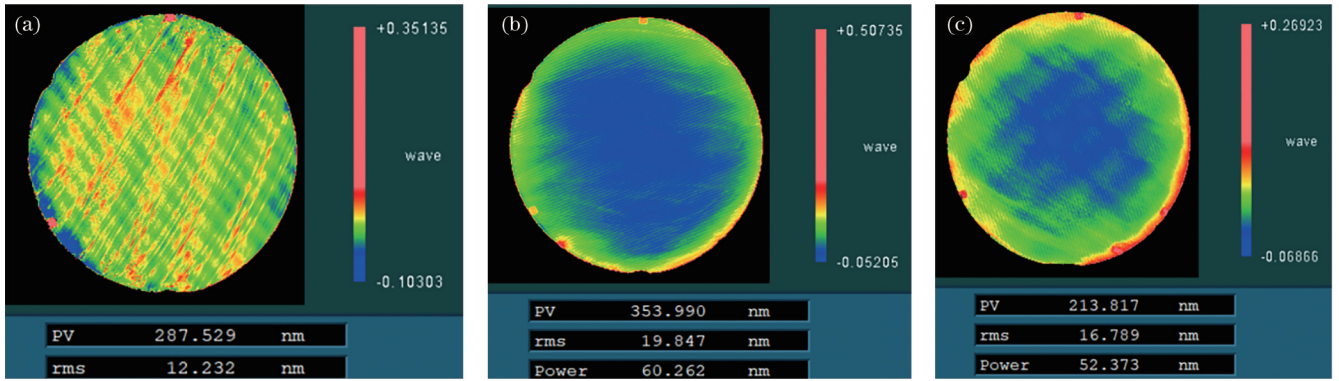 (a)
+0.35135
wave
-0.10303
PV 287.529 nm
rms 12.232 nm
(b)
+0.50735
wave
-0.05205
PV 353.990 nm
rms 19.847 nm
Power 60.262 nm
(c)
+0.26923
wave
-0.06866
PV 213.817 nm
rms 16.789 nm
Power 52.373 nm